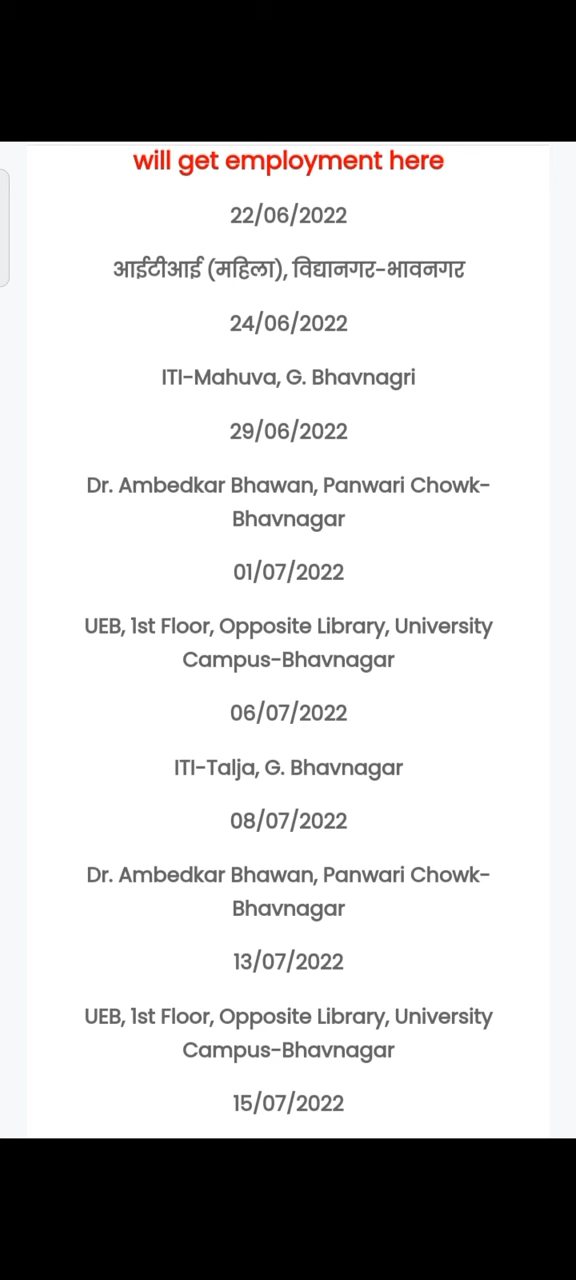 will get employment here
22/06/2022
आईटीआई (महिला), विद्यानगर-भावनगर
24/06/2022
ITI-Mahuva, G. Bhavnagri
29/06/2022
Dr. Ambedkar Bhawan, Panwari Chowk-
Bhavnagar
01/07/2022
UEB, 1st Floor, Opposite Library, University
Campus-Bhavnagar
06/07/2022
ITI-Talja, G. Bhavnagar
08/07/2022
Dr. Ambedkar Bhawan, Panwari Chowk-
Bhavnagar
13/07/2022
UEB, 1st Floor, Opposite Library, University
Campus-Bhavnagar
15/07/2022